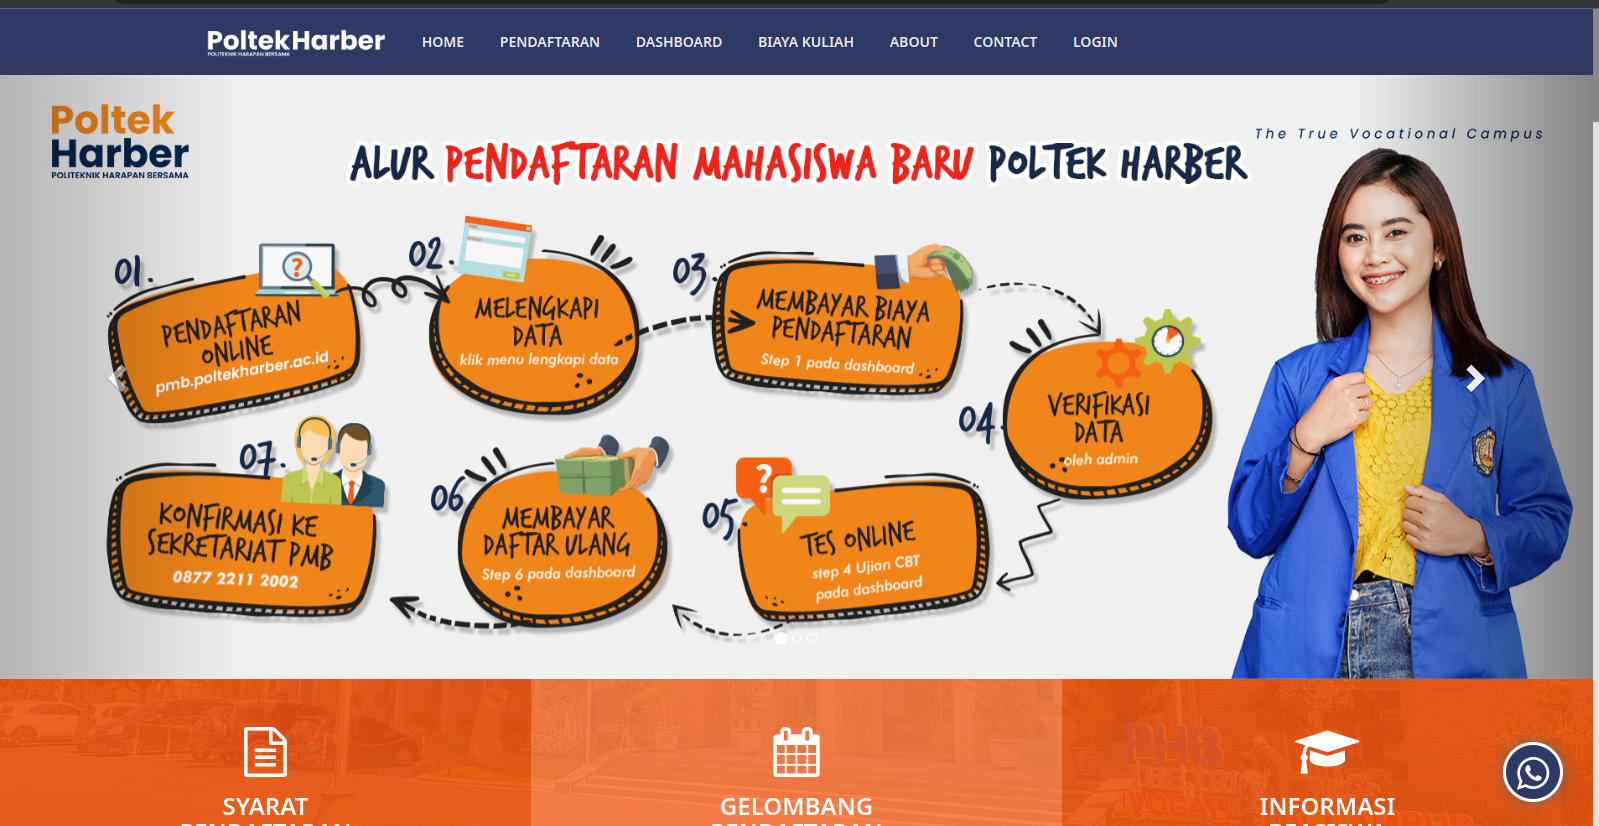 PoltekHarber
POLITEKNIK HARAPAN BERSAMA
HOME
PENDAFTARAN
DASHBOARD
BIAYA KULIAH
ABOUT
CONTACT
LOGIN
Poltek
Harber
POLITEKNIK HARAPAN BERSAMA
The True Vocational Campus
ALUR PENDAFTARAN MAHASISWA BARU POLTEK HARBER
01.
PENDAFTARAN
ONLINE
pmb.poltekharber.ac.id
02.
MELENGKAPI
DATA
klik menu lengkapi data
03.
MEMBAYAR BIAYA
PENDAFTARAN
Step 1 pada dashboard
04.
VERIFIKASI
DATA
oleh admin
05.
TES ONLINE
step 4 Ujian CBT
pada dashboard
06.
MEMBAYAR
DAFTAR ULANG
Step 6 pada dashboard
07.
KONFIRMASI KE
SEKRETARIAT PMB
0877 2211 2002
SYARAT
PENDAFTARAN
GELOMBANG
PENDAFTARAN
PHB
INFORMASI
BEASISWA